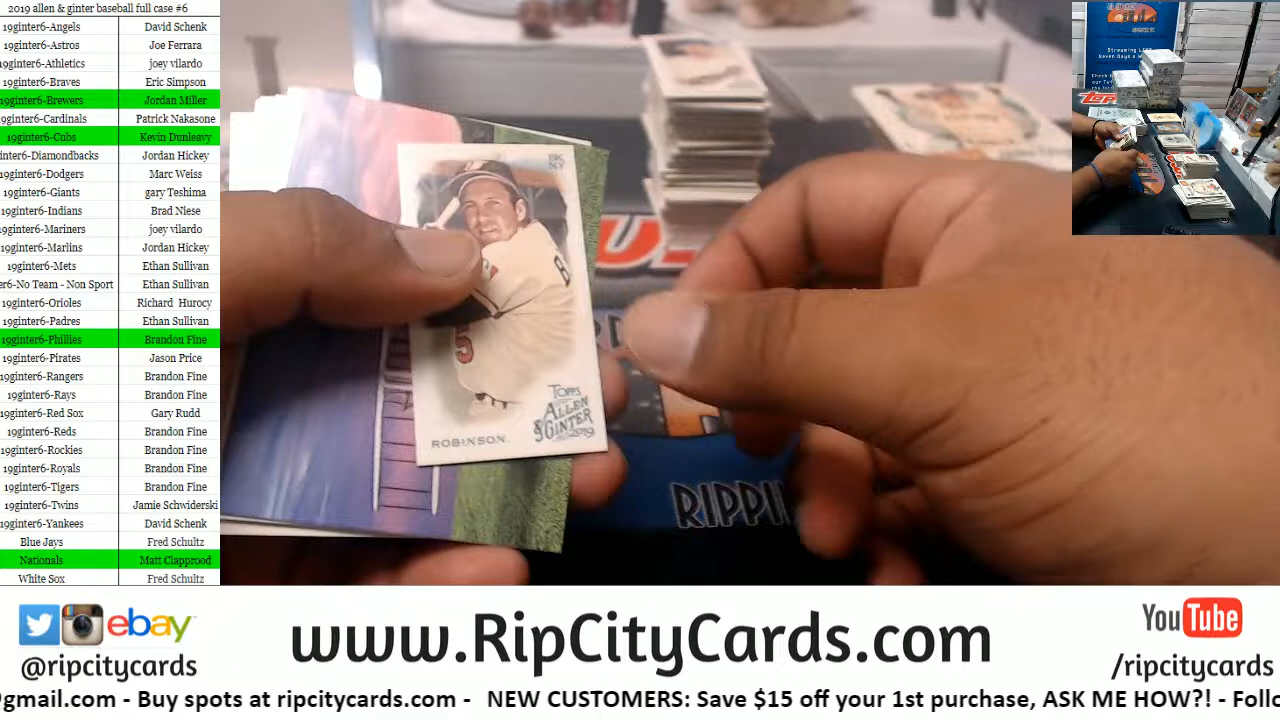 2019 allen & ginter baseball full case #6
19ginter6-Angels David Schenk
19ginter6-Astros Joe Ferrara
19ginter6-Athletics joey vilardo
19ginter6-Braves Eric Simpson
19ginter6-Brewers Jordan Miller
19ginter6-Cardinals Patrick Nakasone
19ginter6-Cubs Kevin Dunleavy
inter6-Diamondbacks Jordan Hickey
19ginter6-Dodgers Marc Weiss
19ginter6-Giants gary Teshima
19ginter6-Indians Brad Niese
19ginter6-Mariners joey vilardo
19ginter6-Marlins Jordan Hickey
19ginter6-Mets Ethan Sullivan
er6-No Team - Non Sport Ethan Sullivan
19ginter6-Orioles Richard Hurocy
19ginter6-Padres Ethan Sullivan
19ginter6-Phillies Brandon Fine
19ginter6-Pirates Jason Price
19ginter6-Rangers Brandon Fine
19ginter6-Rays Brandon Fine
19ginter6-Red Sox Gary Rudd
19ginter6-Reds Brandon Fine
19ginter6-Rockies Brandon Fine
19ginter6-Royals Brandon Fine
19ginter6-Tigers Brandon Fine
19ginter6-Twins Jamie Schwiderski
19ginter6-Yankees David Schenk
Blue Jays Fred Schultz
Nationals Matt Clapprood
White Sox Fred Schultz
ROBINSON
TOPPS
ALLEN
& GINTER
2019
RIPPIN
ebay
@ripcitycards
www.RipCityCards.com
YouTube
/ripcitycards
@gmail.com - Buy spots at ripcitycards.com - NEW CUSTOMERS: Save $15 off your 1st purchase, ASK ME HOW?! - Follo